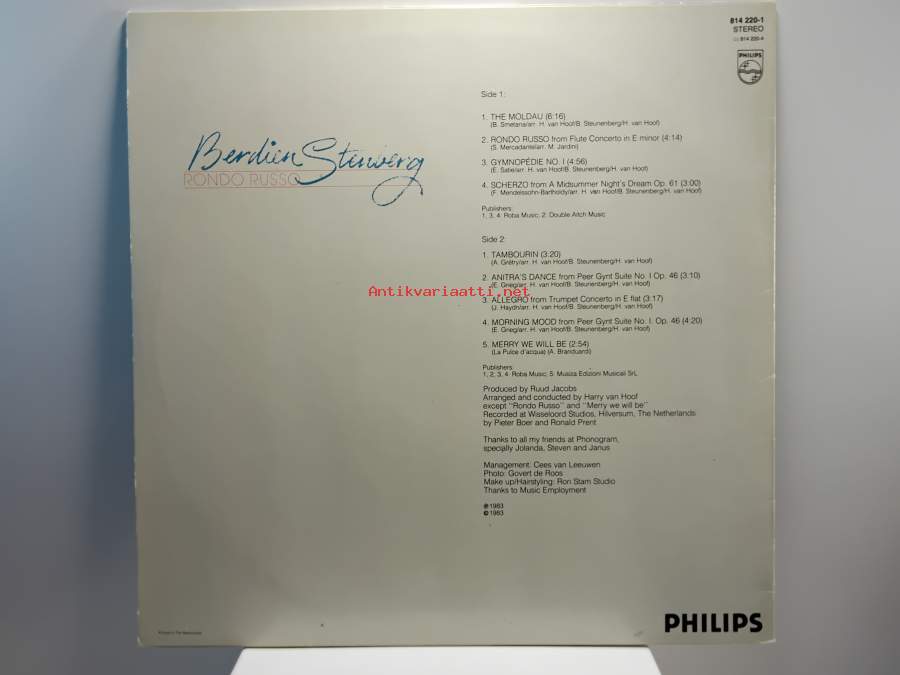 814 220-1
STEREO
814 220-4
PHILIPS
Berdien Stenberg
RONDO RUSSO
Side 1:
1. THE MOLDAU (6:16)
(B. Smetana/arr. H. van Hoof/B. Steunenberg/H. van Hoof)
2. RONDO RUSSO from Flute Concerto in E minor (4:14)
(S. Mercadante/arr. M. Jardini)
3. GYMNOPÉDIE NO. I (4:56)
(E. Satie/arr. H. van Hoof/B. Steunenberg/H. van Hoof)
4. SCHERZO from A Midsummer Night's Dream Op. 61 (3:00)
(F. Mendelssohn-Bartholdy/arr. H. van Hoof/B. Steunenberg/H. van Hoof)
Publishers:
1, 3, 4: Roba Music, 2: Double Aitch Music
Side 2:
1. TAMBOURIN (3:20)
(A. Grétry/arr. H. van Hoof/B. Steunenberg/H. van Hoof)
2. ANITRA'S DANCE from Peer Gynt Suite No. I Op. 46 (3:10)
(E. Grieg/arr. H. van Hoof/B. Steunenberg/H. van Hoof)
Antikvariaatti.net
3. ALLEGRO from Trumpet Concerto in E flat (3:17)
(J. Haydn/arr. H. van Hoof/B. Steunenberg/H. van Hoof)
4. MORNING MOOD from Peer Gynt Suite No. I. Op. 46 (4:20)
(E. Grieg/arr. H. van Hoof/B. Steunenberg/H. van Hoof)
5. MERRY WE WILL BE (2:54)
(La Pulce d'acqua) (A. Branduardi)
Publishers:
1, 2, 3, 4: Roba Music, 5: Musiza Edizioni Musicali SrL
Produced by Ruud Jacobs
Arranged and conducted by Harry van Hoof
except "Rondo Russo" and "Merry we will be"
Recorded at Wisseloord Studios, Hilversum, The Netherlands
by Pieter Boer and Ronald Prent
Thanks to all my friends at Phonogram,
specially Jolanda, Steven and Janus
Management: Cees van Leeuwen
Photo: Govert de Roos
Make up/Hairstyling: Ron Stam Studio
Thanks to Music Employment
℗ 1983
© 1983
Printed in The Netherlands
PHILIPS